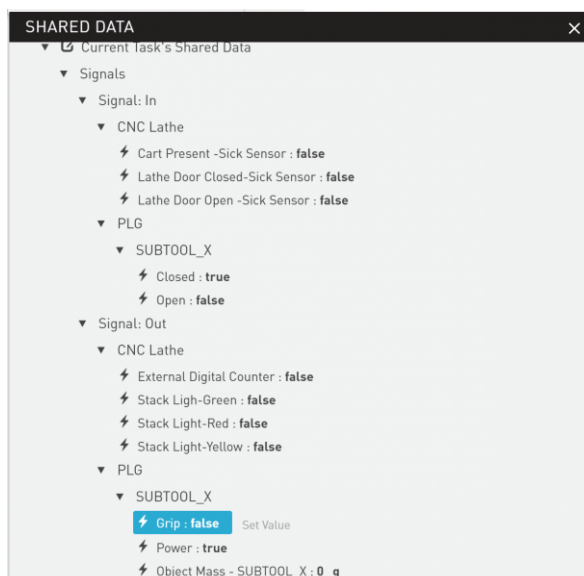 SHARED DATA
Current Task's Shared Data
Signals
Signal: In
CNC Lathe
Cart Present -Sick Sensor : false
Lathe Door Closed-Sick Sensor : false
Lathe Door Open -Sick Sensor : false
PLG
SUBTOOL_X
Closed : true
Open : false
Signal: Out
CNC Lathe
External Digital Counter : false
Stack Ligh-Green : false
Stack Light-Red : false
Stack Light-Yellow : false
PLG
SUBTOOL_X
Grip : false Set Value
Power : true
Object Mass - SUBTOOL_X : 0 g